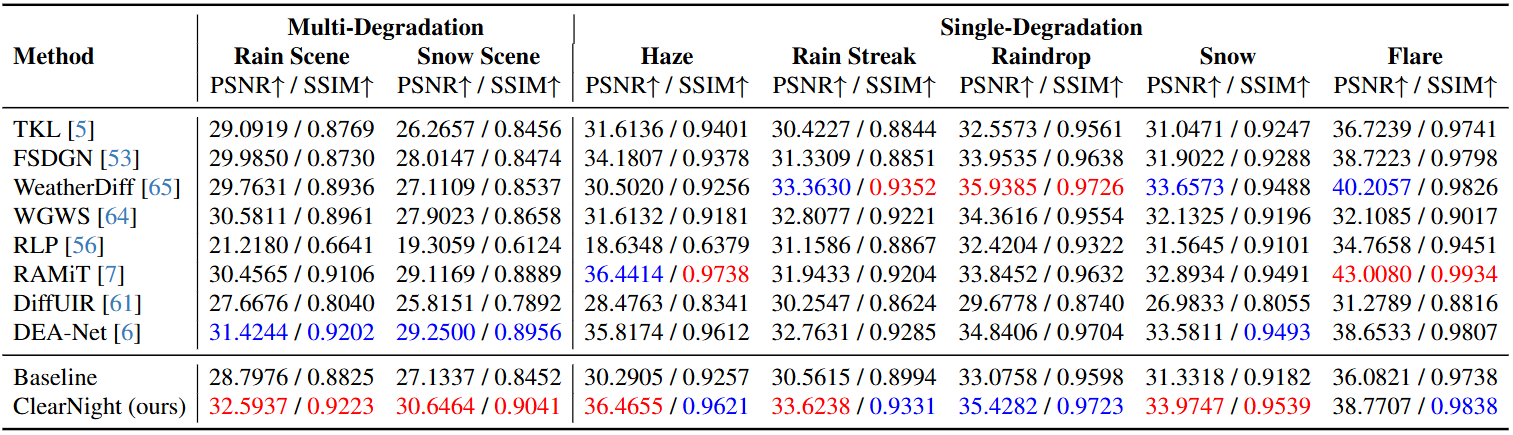 Multi-Degradation Single-Degradation
Method Rain Scene Snow Scene Haze Rain Streak Raindrop Snow Flare
PSNR↑ / SSIM↑ PSNR↑ / SSIM↑ PSNR↑ / SSIM↑ PSNR↑ / SSIM↑ PSNR↑ / SSIM↑ PSNR↑ / SSIM↑ PSNR↑ / SSIM↑
TKL [5] 29.0919 / 0.8769 26.2657 / 0.8456 31.6136 / 0.9401 30.4227 / 0.8844 32.5573 / 0.9561 31.0471 / 0.9247 36.7239 / 0.9741
FSDGN [53] 29.9850 / 0.8730 28.0147 / 0.8474 34.1807 / 0.9378 31.3309 / 0.8851 33.9535 / 0.9638 31.9022 / 0.9288 38.7223 / 0.9798
WeatherDiff [65] 29.7631 / 0.8936 27.1109 / 0.8537 30.5020 / 0.9256 33.3630 / 0.9352 35.9385 / 0.9726 33.6573 / 0.9488 40.2057 / 0.9826
WGWS [64] 30.5811 / 0.8961 27.9023 / 0.8658 31.6132 / 0.9181 32.8077 / 0.9221 34.3616 / 0.9554 32.1325 / 0.9196 32.1085 / 0.9017
RLP [56] 21.2180 / 0.6641 19.3059 / 0.6124 18.6348 / 0.6379 31.1586 / 0.8867 32.4204 / 0.9322 31.5645 / 0.9101 34.7658 / 0.9451
RAMiT [7] 30.4565 / 0.9106 29.1169 / 0.8889 36.4414 / 0.9738 31.9433 / 0.9204 33.8452 / 0.9632 32.8934 / 0.9491 43.0080 / 0.9934
DiffUIR [61] 27.6676 / 0.8040 25.8151 / 0.7892 28.4763 / 0.8341 30.2547 / 0.8624 29.6778 / 0.8740 26.9833 / 0.8055 31.2789 / 0.8816
DEA-Net [6] 31.4244 / 0.9202 29.2500 / 0.8956 35.8174 / 0.9612 32.7631 / 0.9285 34.8406 / 0.9704 33.5811 / 0.9493 38.6533 / 0.9807
Baseline 28.7976 / 0.8825 27.1337 / 0.8452 30.2905 / 0.9257 30.5615 / 0.8994 33.0758 / 0.9598 31.3318 / 0.9182 36.0821 / 0.9738
ClearNight (ours) 32.5937 / 0.9223 30.6464 / 0.9041 36.4655 / 0.9621 33.6238 / 0.9331 35.4282 / 0.9723 33.9747 / 0.9539 38.7707 / 0.9838